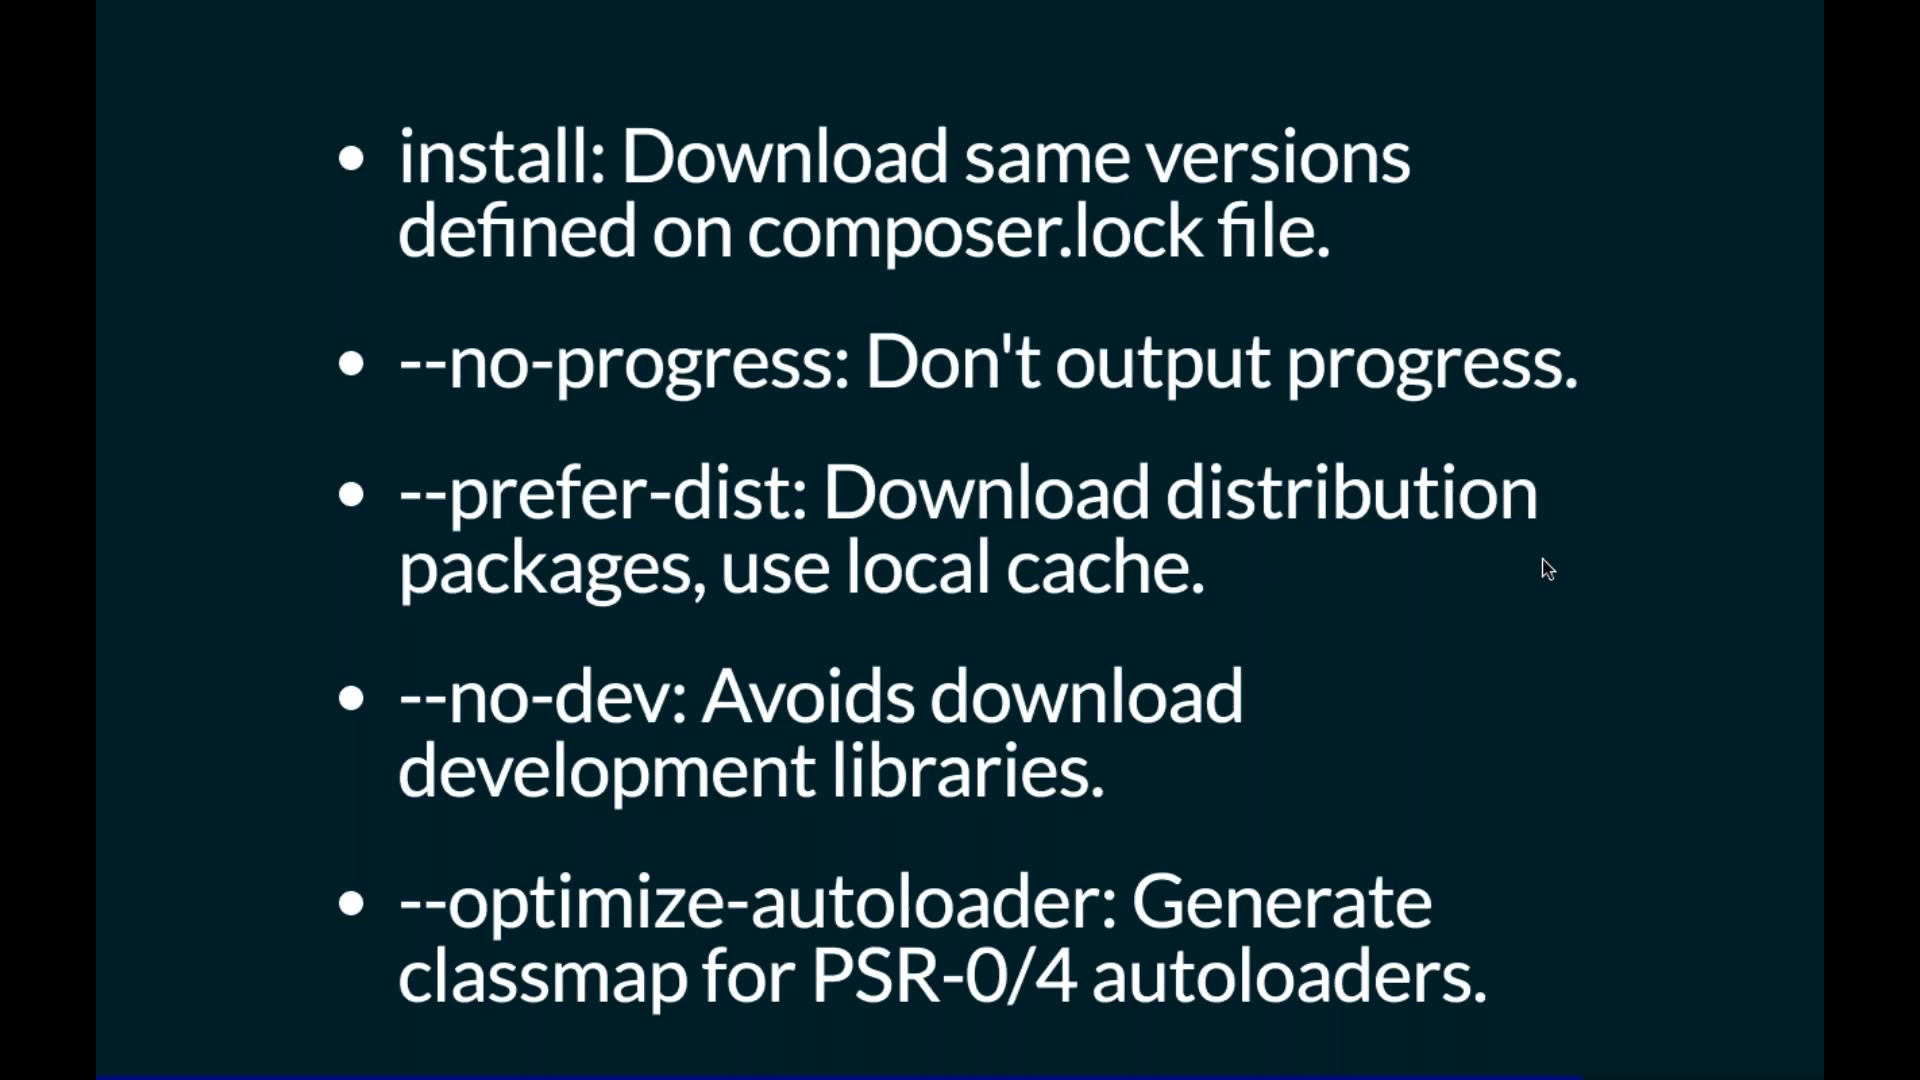 • install: Download same versions
defined on composer.lock file.
• --no-progress: Don't output progress.
• --prefer-dist: Download distribution
packages, use local cache.
• --no-dev: Avoids download
development libraries.
• --optimize-autoloader: Generate
classmap for PSR-0/4 autoloaders.